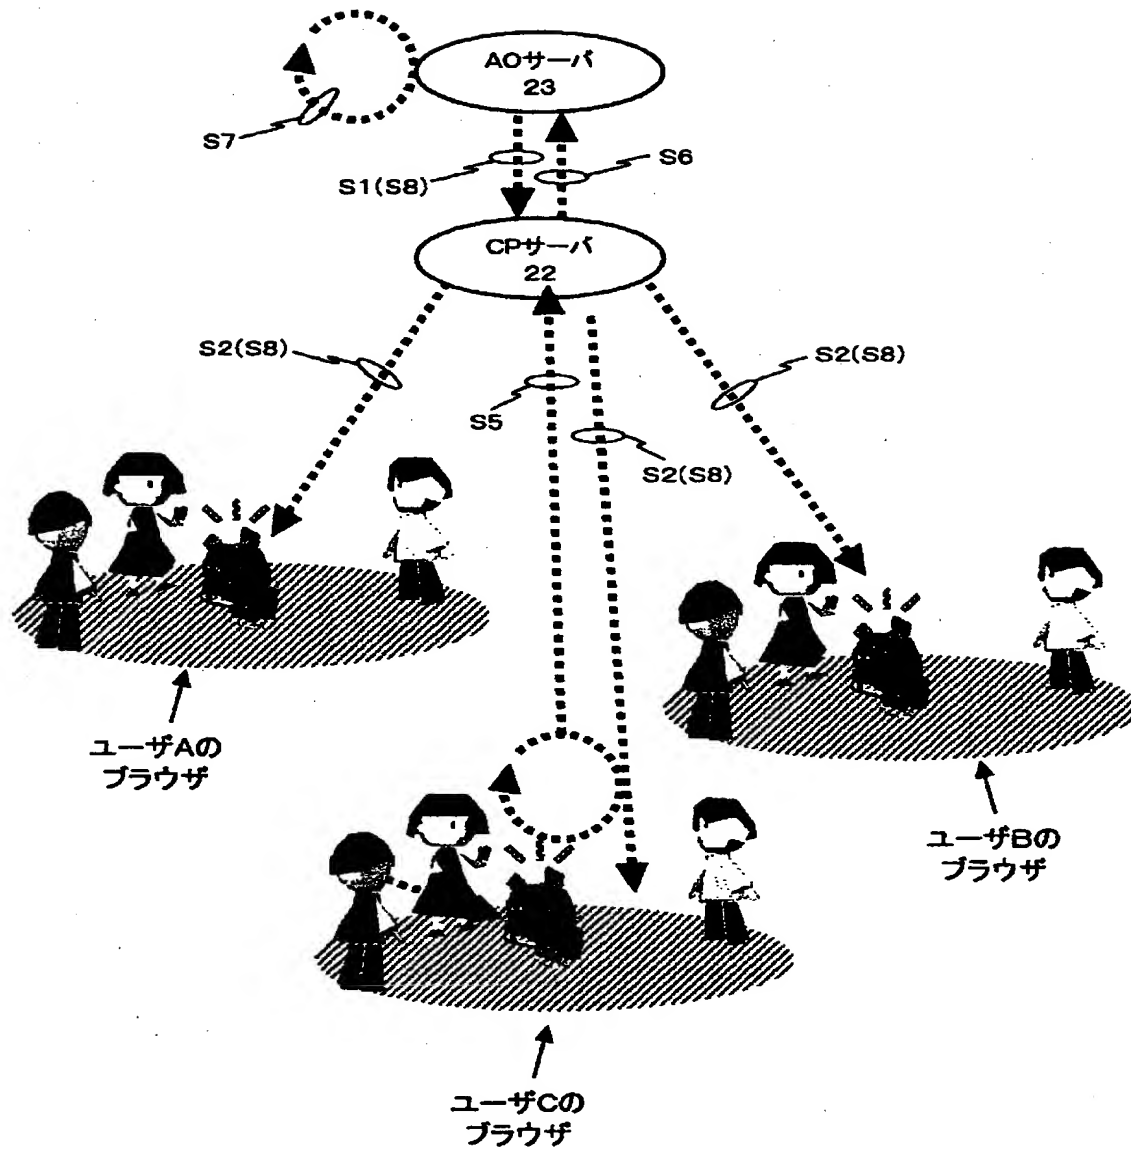 AOサーバ
23
S7
S1(S8)
S6
CPサーバ
22
S2(S8)
S2(S8)
S5
S2(S8)
ユーザAの
ブラウザ
ユーザBの
ブラウザ
ユーザCの
ブラウザ